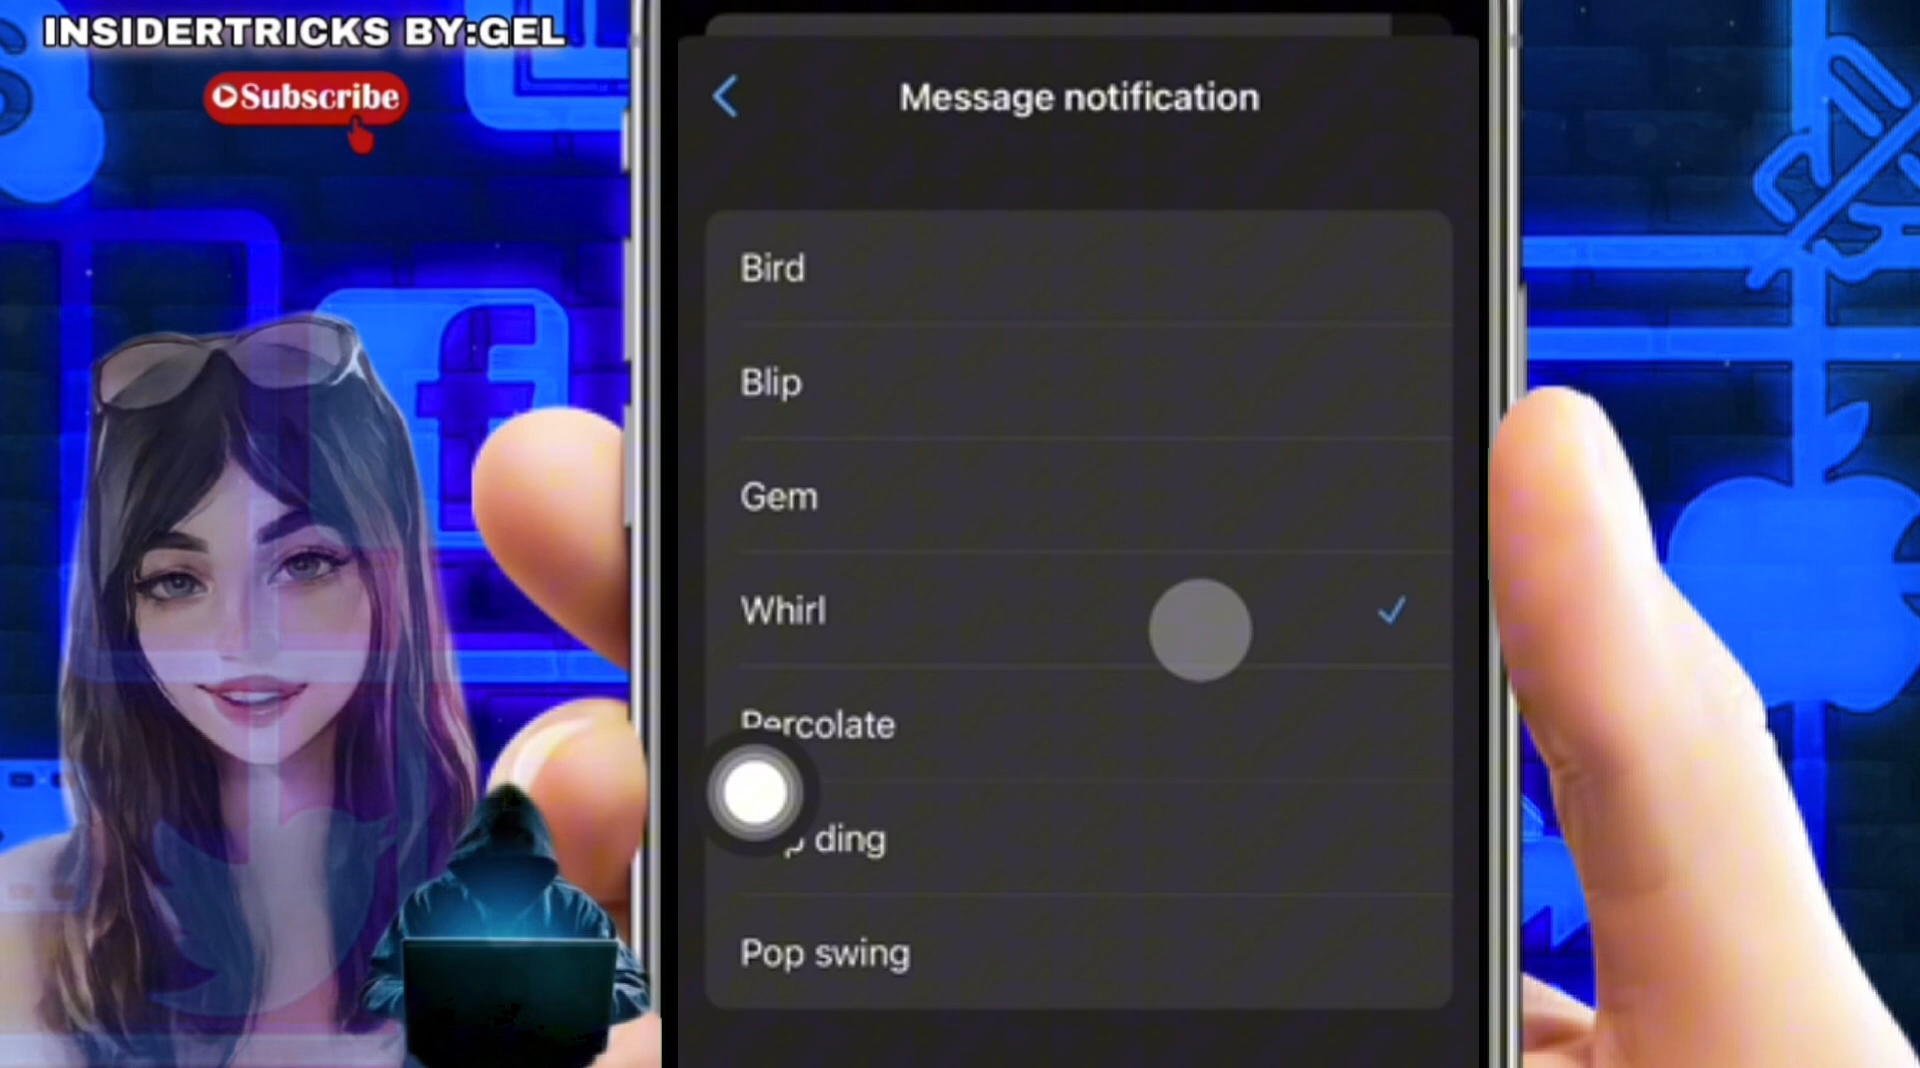 INSIDERTRICKS BY:GEL
Subscribe
Message notification
Bird
Blip
Gem
Whirl
Percolate
ding
Pop swing